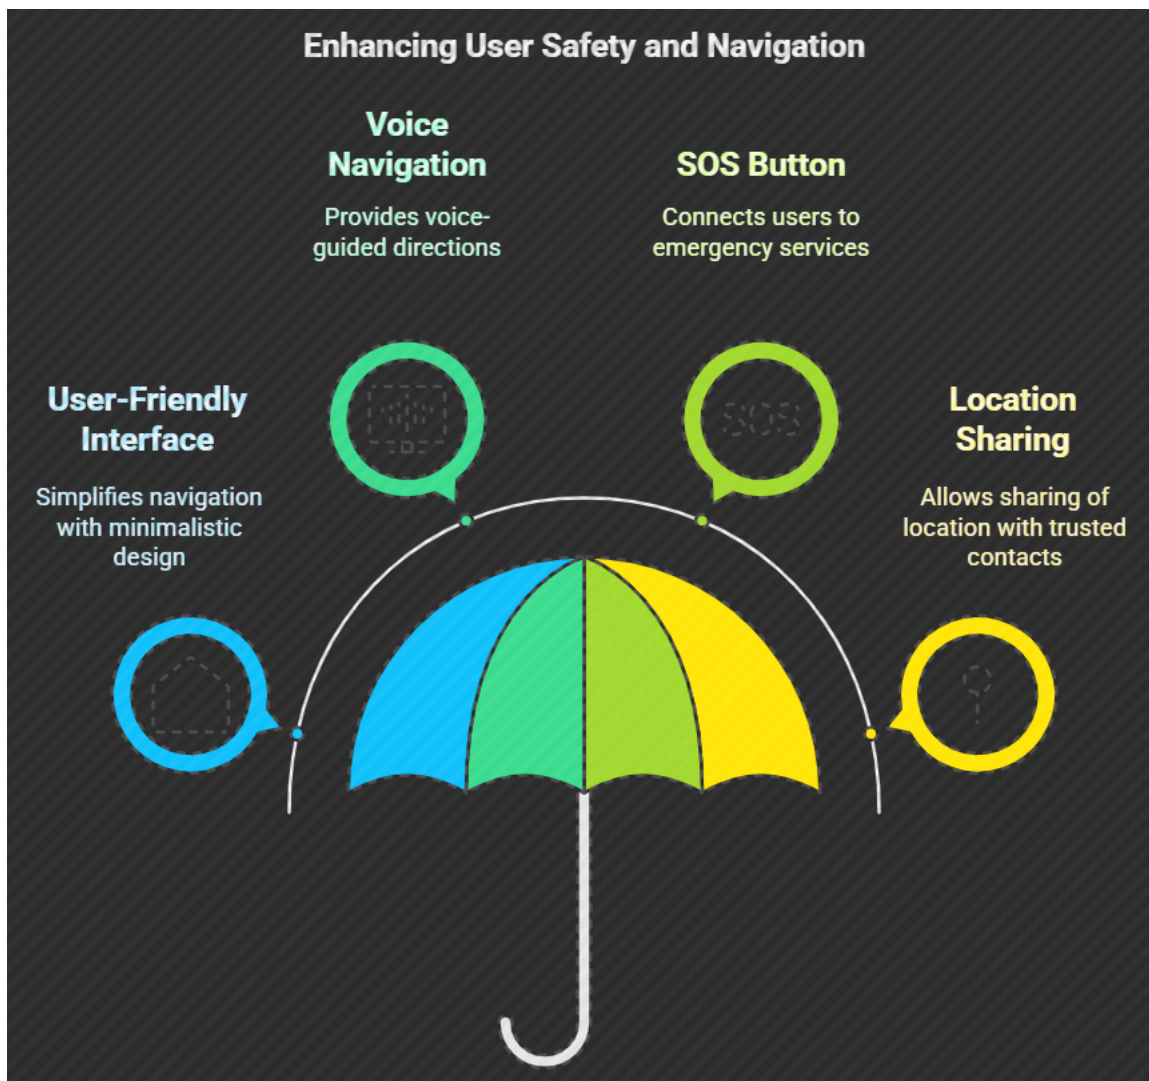 Enhancing User Safety and Navigation
Voice
Navigation
Provides voice-
guided directions
SOS Button
Connects users to
emergency services
User-Friendly
Interface
Simplifies navigation
with minimalistic
design
Location
Sharing
Allows sharing of
location with trusted
contacts
SOS